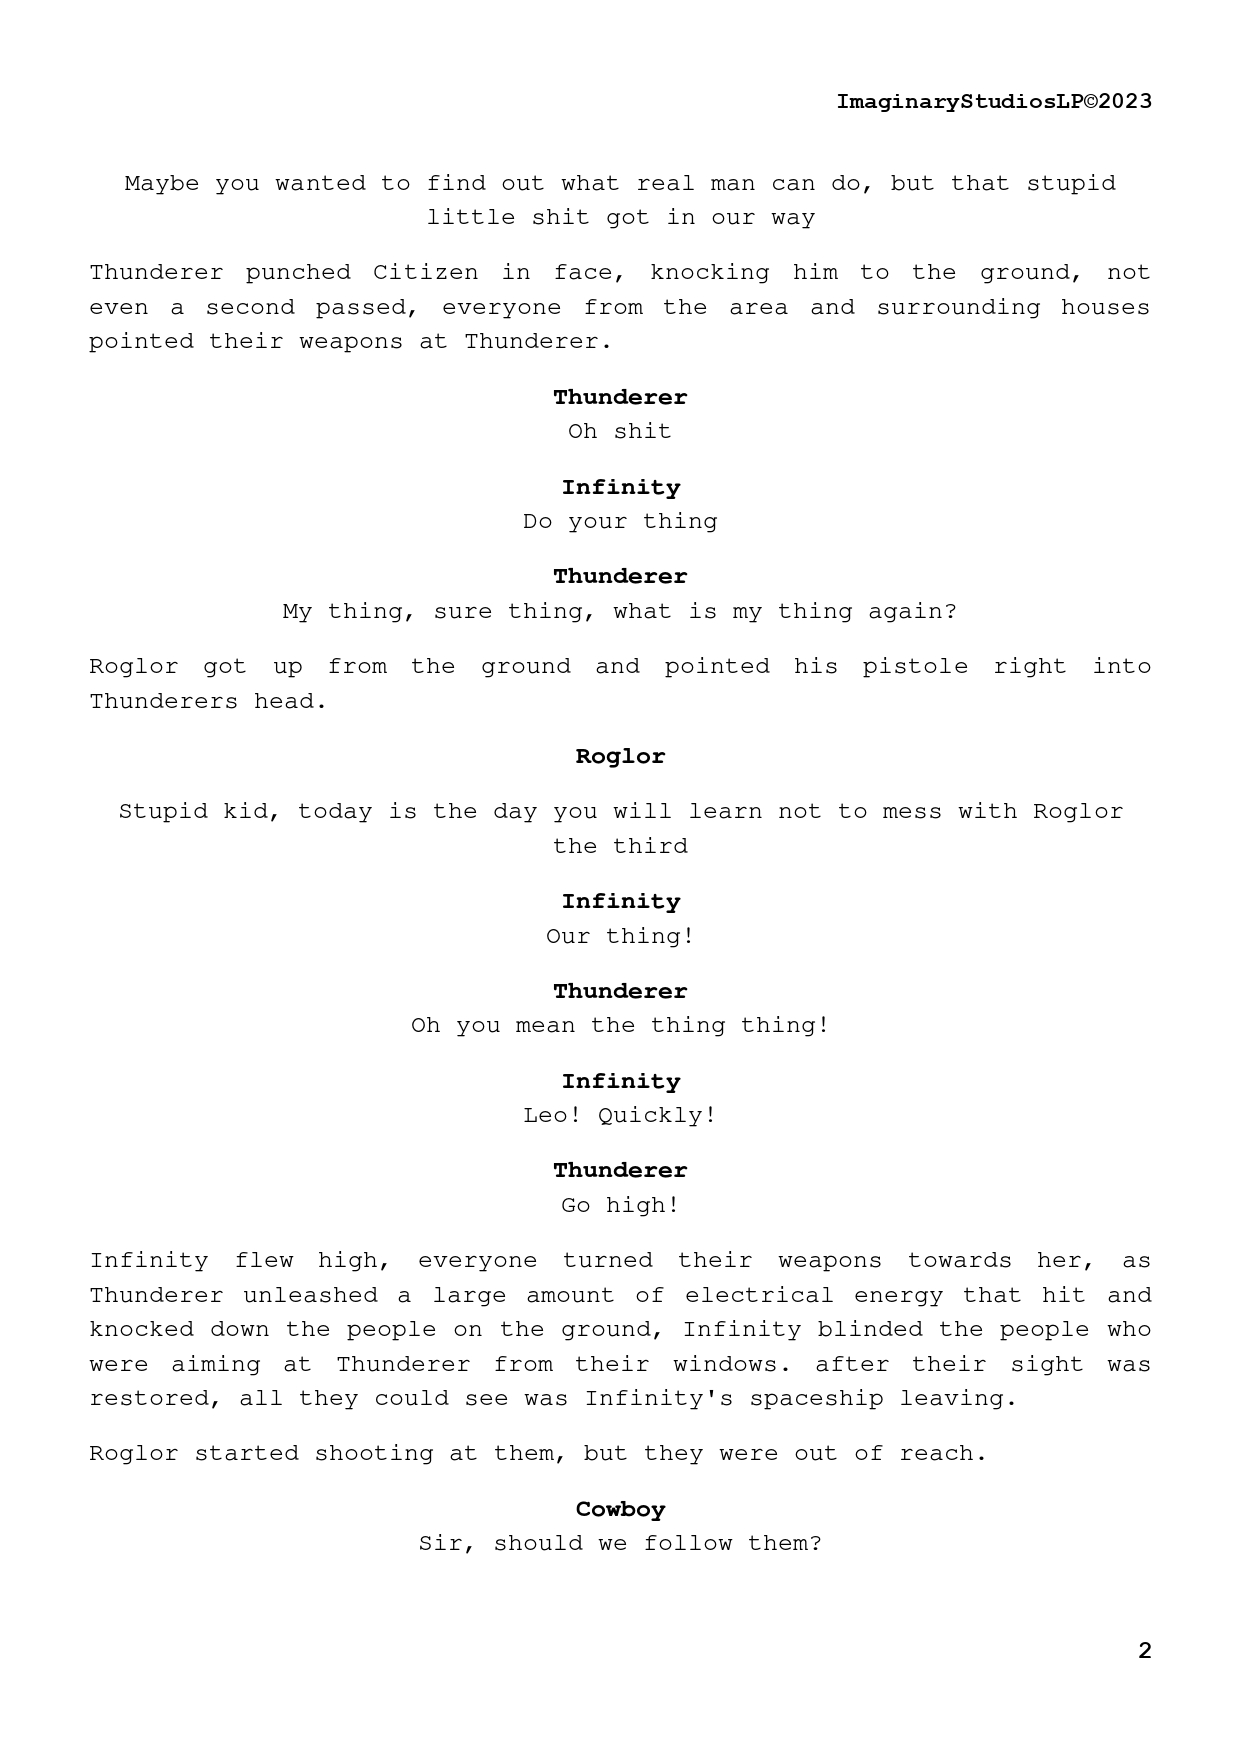 ImaginaryStudiosLP©2023
Maybe you wanted to find out what real man can do, but that stupid
little shit got in our way
Thunderer punched Citizen in face, knocking him to the ground, not
even a second passed, everyone from the area and surrounding houses
pointed their weapons at Thunderer.
Thunderer
Oh shit
Infinity
Do your thing
Thunderer
My thing, sure thing, what is my thing again?
Roglor got up from the ground and pointed his pistole right into
Thunderers head.
Roglor
Stupid kid, today is the day you will learn not to mess with Roglor
the third
Infinity
Our thing!
Thunderer
Oh you mean the thing thing!
Infinity
Leo! Quickly!
Thunderer
Go high!
Infinity flew high, everyone turned their weapons towards her, as
Thunderer unleashed a large amount of electrical energy that hit and
knocked down the people on the ground, Infinity blinded the people who
were aiming at Thunderer from their windows. after their sight was
restored, all they could see was Infinity's spaceship leaving.
Roglor started shooting at them, but they were out of reach.
Cowboy
Sir, should we follow them?
2